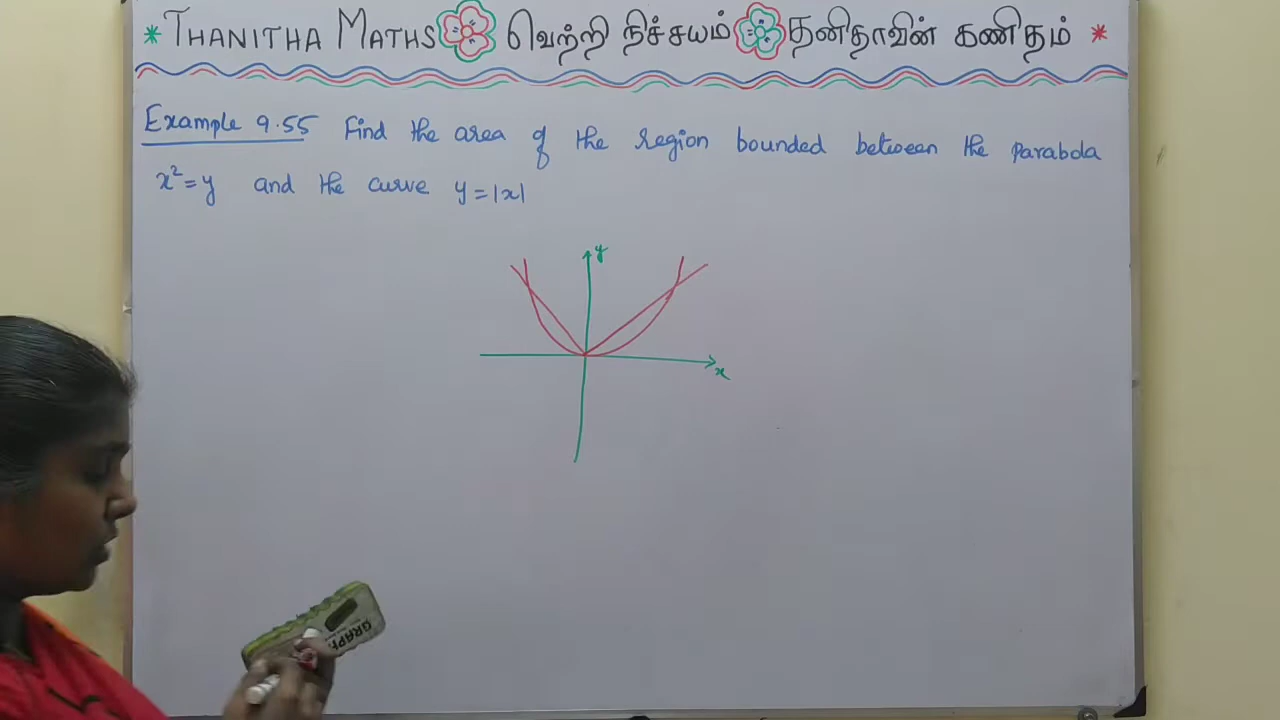 * THANITHA MATHS வெற்றி நிச்சயம் தனிதாவின் கணிதம் *
Example 9.55 Find the area of the region bounded between the parabola
x² = y and the curve y = |x|
y
x
GRAPH